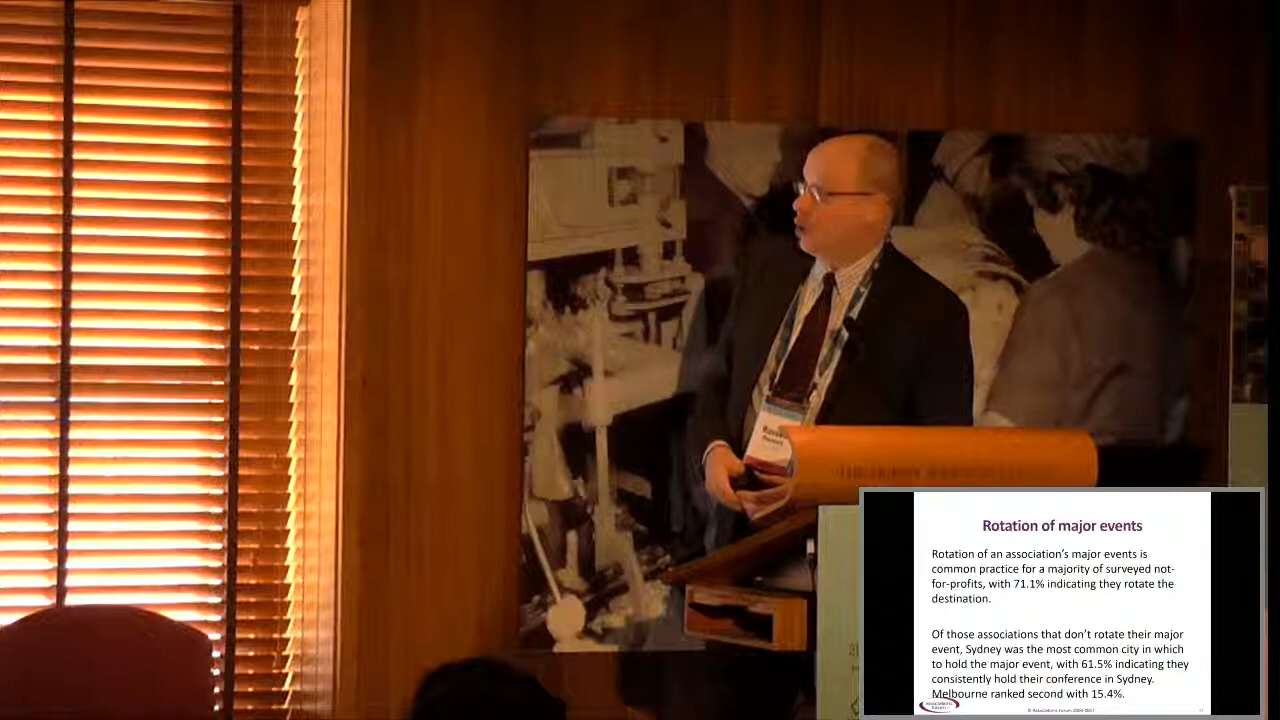 Rotation of major events
Rotation of an association's major events is
common practice for a majority of surveyed not-
for-profits, with 71.1% indicating they rotate the
destination.
Of those associations that don't rotate their major
event, Sydney was the most common city in which
to hold the major event, with 61.5% indicating they
consistently hold their conference in Sydney.
Melbourne ranked second with 15.4%.